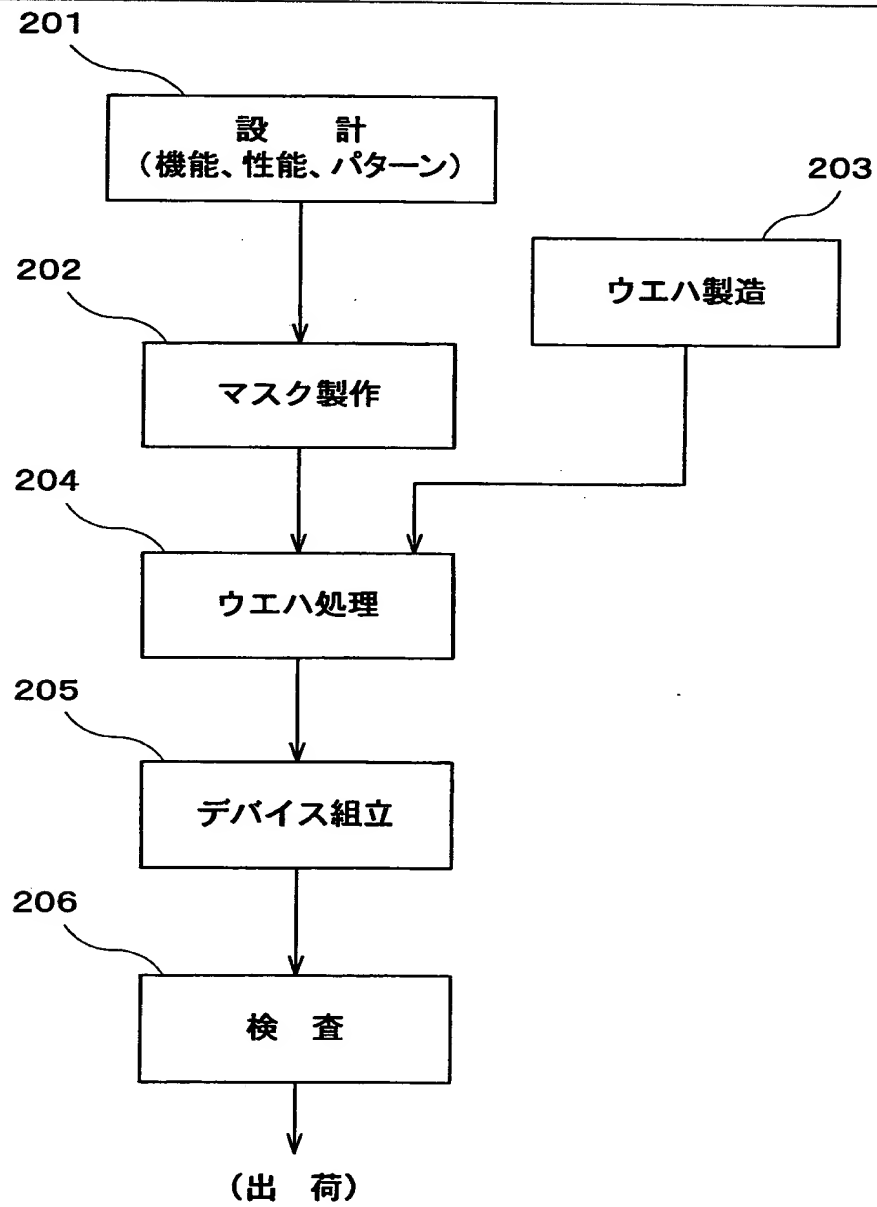 201
設 計
(機能、性能、パターン)
203
ウエハ製造
202
マスク製作
204
ウエハ処理
205
デバイス組立
206
検 査
(出 荷)